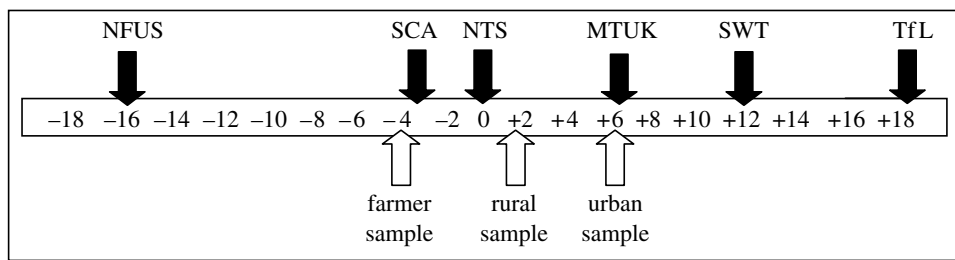 NFUS SCA NTS MTUK SWT TfL
–18 –16 –14 –12 –10 –8 –6 –4 –2 0 +2 +4 +6 +8 +10 +12 +14 +16 +18
farmer rural urban
sample sample sample